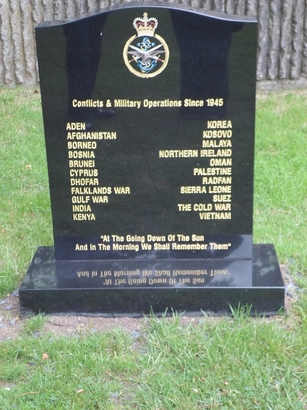 Conflicts & Military Operations Since 1945
ADEN KOREA
AFGHANISTAN KOSOVO
BORNEO MALAYA
BOSNIA NORTHERN IRELAND
BRUNEI OMAN
CYPRUS PALESTINE
DHOFAR RADFAN
FALKLANDS WAR SIERRA LEONE
GULF WAR SUEZ
INDIA THE COLD WAR
KENYA VIETNAM
"At The Going Down Of The Sun
And In The Morning We Shall Remember Them"